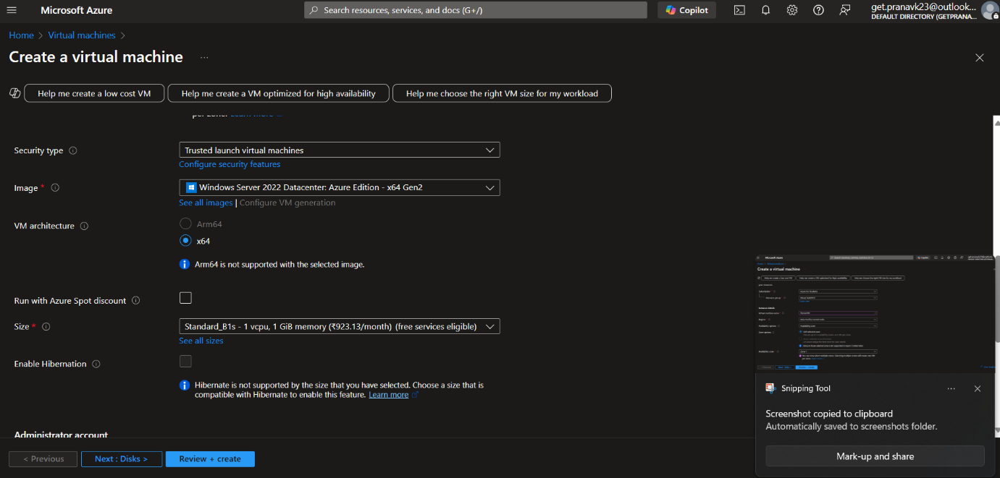 Microsoft Azure
Search resources, services, and docs (G+/)
Copilot
get.pranavk23@outlook...
DEFAULT DIRECTORY (GETPRANA...
Home > Virtual machines >
Create a virtual machine ...
Help me create a low cost VM
Help me create a VM optimized for high availability
Help me choose the right VM size for my workload
Security type
Trusted launch virtual machines
Configure security features
Image *
Windows Server 2022 Datacenter: Azure Edition - x64 Gen2
See all images | Configure VM generation
VM architecture
Arm64
x64
Arm64 is not supported with the selected image.
Run with Azure Spot discount
Size *
Standard_B1s - 1 vcpu, 1 GiB memory (₹923.13/month) (free services eligible)
See all sizes
Enable Hibernation
Hibernate is not supported by the size that you have selected. Choose a size that is
compatible with Hibernate to enable this feature. Learn more
Administrator account
< Previous
Next : Disks >
Review + create
Microsoft Azure
Create a virtual machine
Snipping Tool
Screenshot copied to clipboard
Automatically saved to screenshots folder.
Mark-up and share